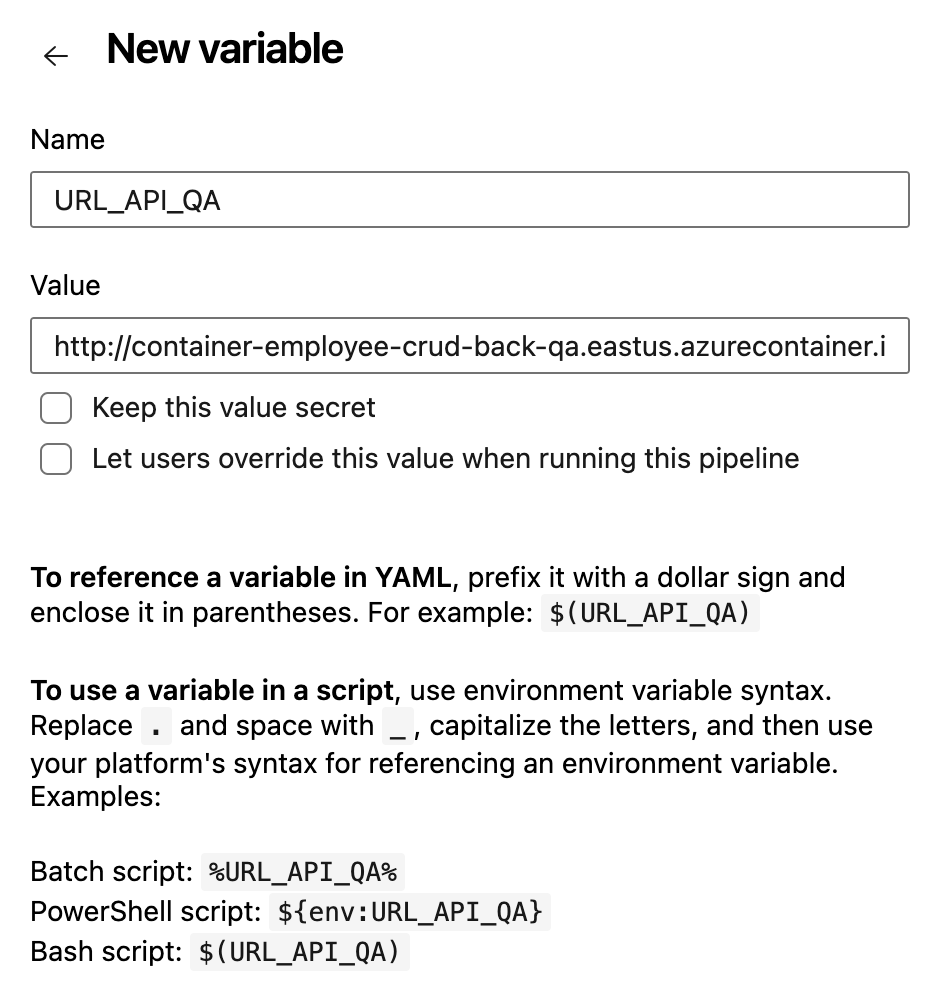 New variable
Name
URL_API_QA
Value
http://container-employee-crud-back-qa.eastus.azurecontainer.i
Keep this value secret
Let users override this value when running this pipeline
To reference a variable in YAML, prefix it with a dollar sign and
enclose it in parentheses. For example: $(URL_API_QA)
To use a variable in a script, use environment variable syntax.
Replace . and space with _, capitalize the letters, and then use
your platform's syntax for referencing an environment variable.
Examples:
Batch script: %URL_API_QA%
PowerShell script: ${env:URL_API_QA}
Bash script: $(URL_API_QA)